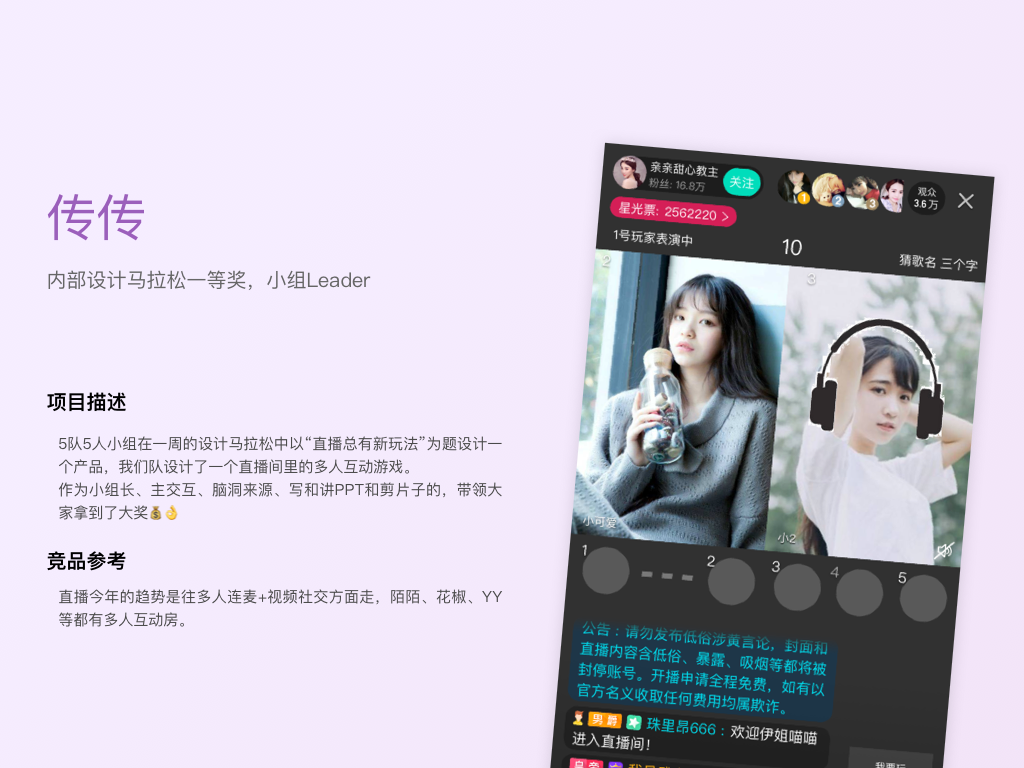 传传
内部设计马拉松一等奖，小组Leader
项目描述
5队5人小组在一周的设计马拉松中以“直播总有新玩法”为题设计一
个产品，我们队设计了一个直播间里的多人互动游戏。
作为小组长、主交互、脑洞来源、写和讲PPT和剪片子的，带领大
家拿到了大奖💰👌
竞品参考
直播今年的趋势是往多人连麦+视频社交方面走，陌陌、花椒、YY
等都有多人互动房。
亲亲甜心教主
粉丝: 16.8万
关注
1
2
3
观众
3.6 万
星光票: 2562220 >
1号玩家表演中
10
猜歌名 三个字
2
3
小可爱
小2
1
2
3
4
5
公告：请勿发布低俗涉黄言论，封面和
直播内容含低俗、暴露、吸烟等都将被
封停账号。开播申请全程免费，如有以
官方名义收取任何费用均属欺诈。
男爵 珠里昂666：欢迎伊姐喵喵
进入直播间！
我要玩